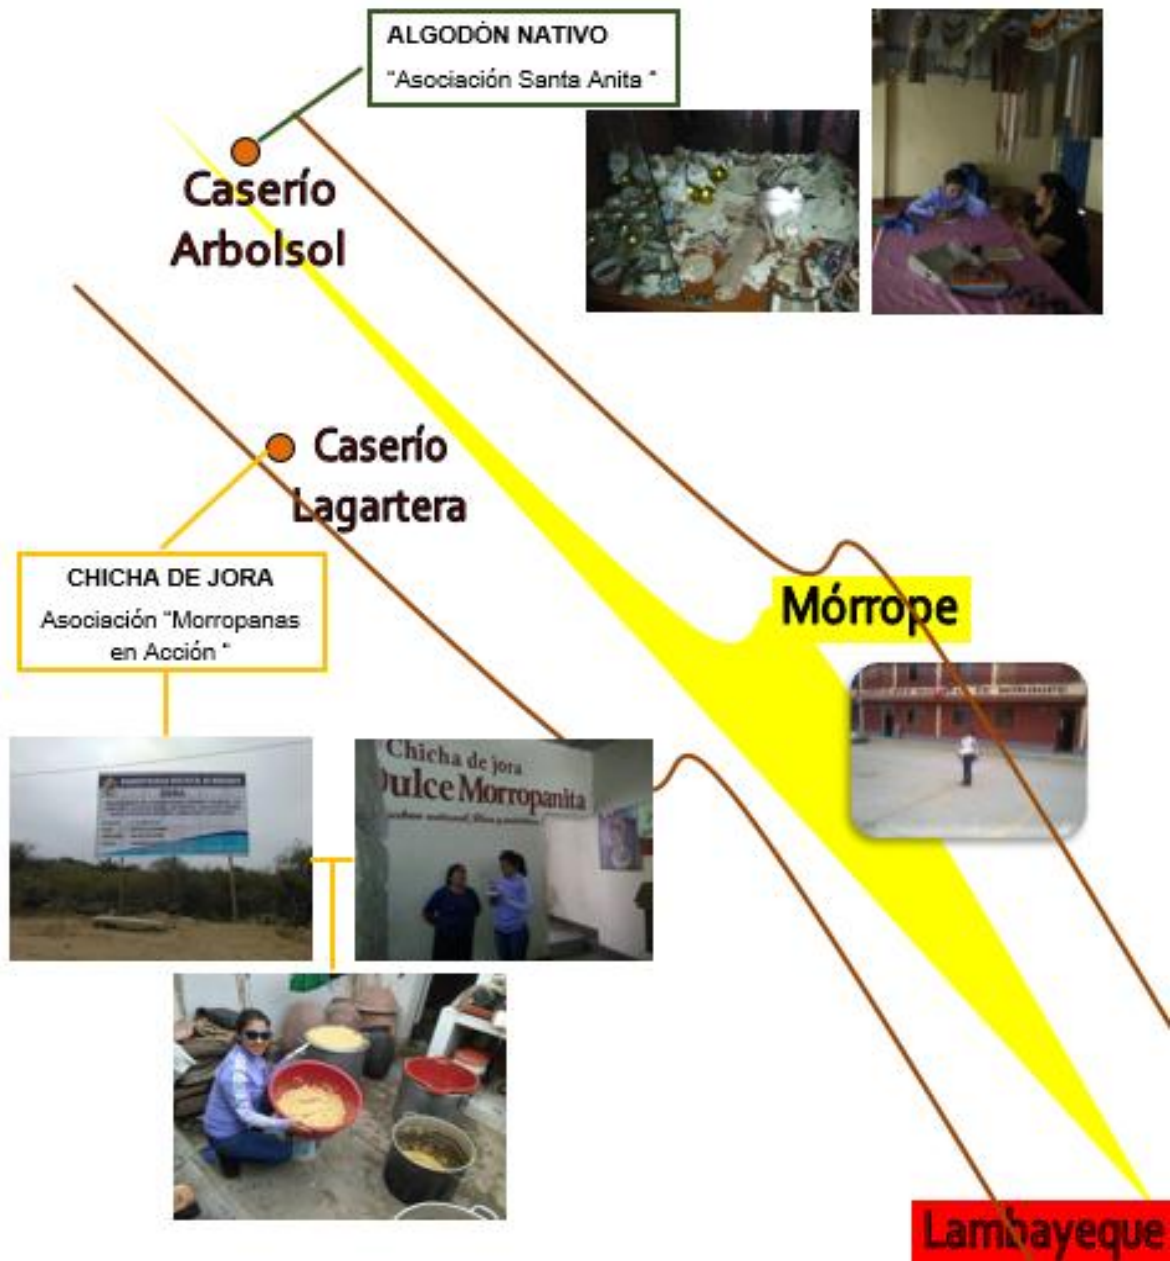 ALGODÓN NATIVO
"Asociación Santa Anita "
Caserío
Arbolsol
Caserío
Lagartera
CHICHA DE JORA
Asociación "Morropanas
en Acción "
Mórrope
Chicha de jora
Dulce Morropanita
Lambayeque